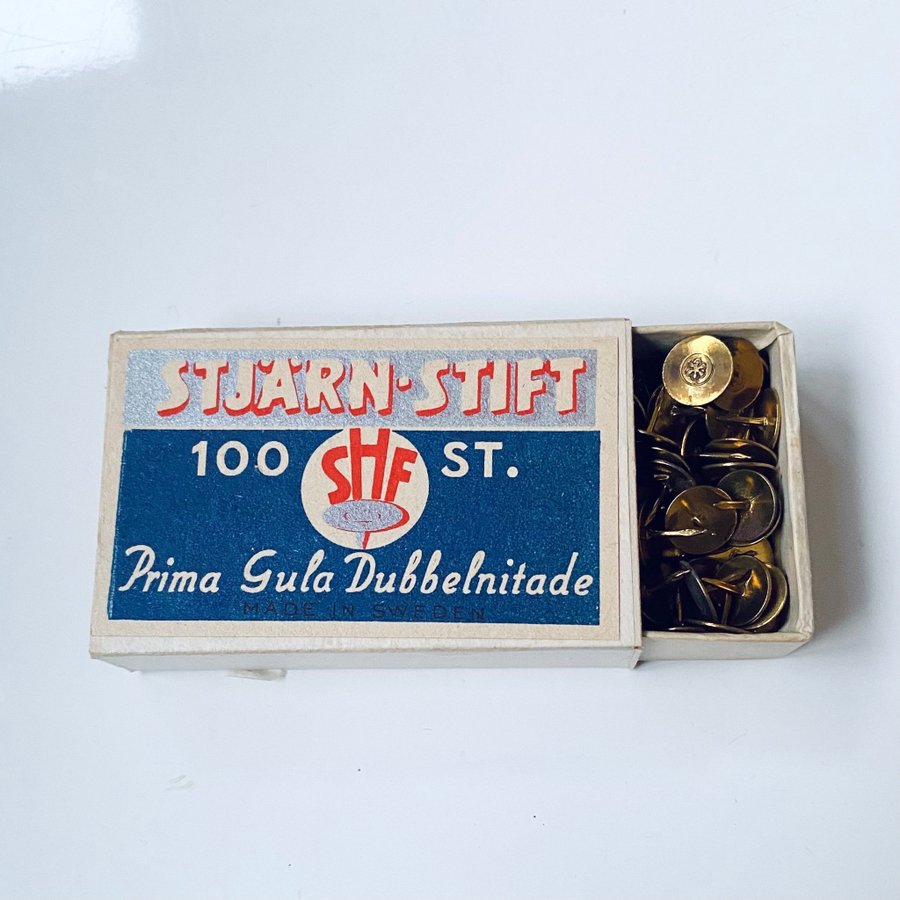 STJÄRN-STIFT
100 SHF ST.
Prima Gula Dubbelnitade
MADE IN SWEDEN